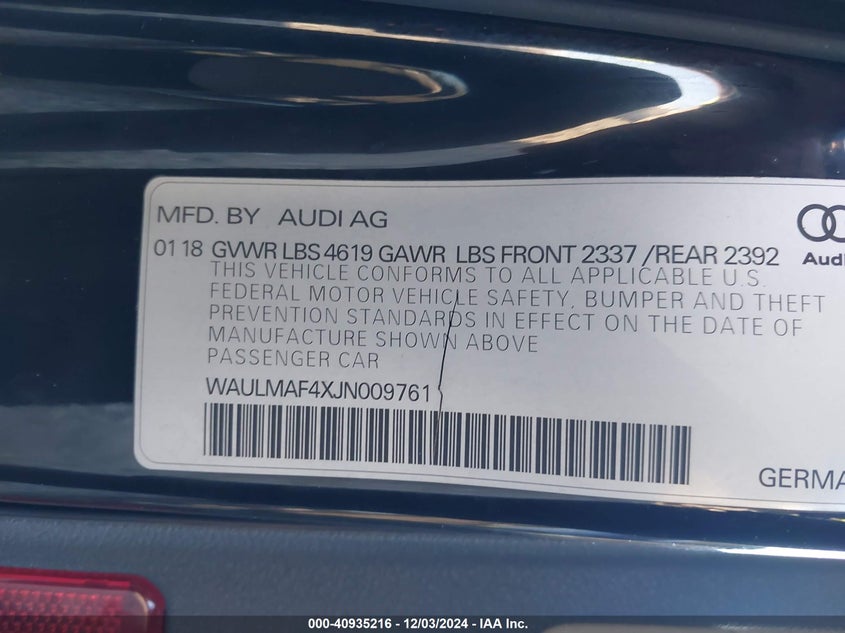 MFD. BY AUDI AG
01 18 GVWR LBS 4619 GAWR LBS FRONT 2337 /REAR 2392
Audi
THIS VEHICLE CONFORMS TO ALL APPLICABLE U.S.
FEDERAL MOTOR VEHICLE SAFETY, BUMPER AND THEFT
PREVENTION STANDARDS IN EFFECT ON THE DATE OF
MANUFACTURE SHOWN ABOVE
PASSENGER CAR
WAULMAF4XJN009761
GERMA
000-40935216 - 12/03/2024 - IAA Inc.